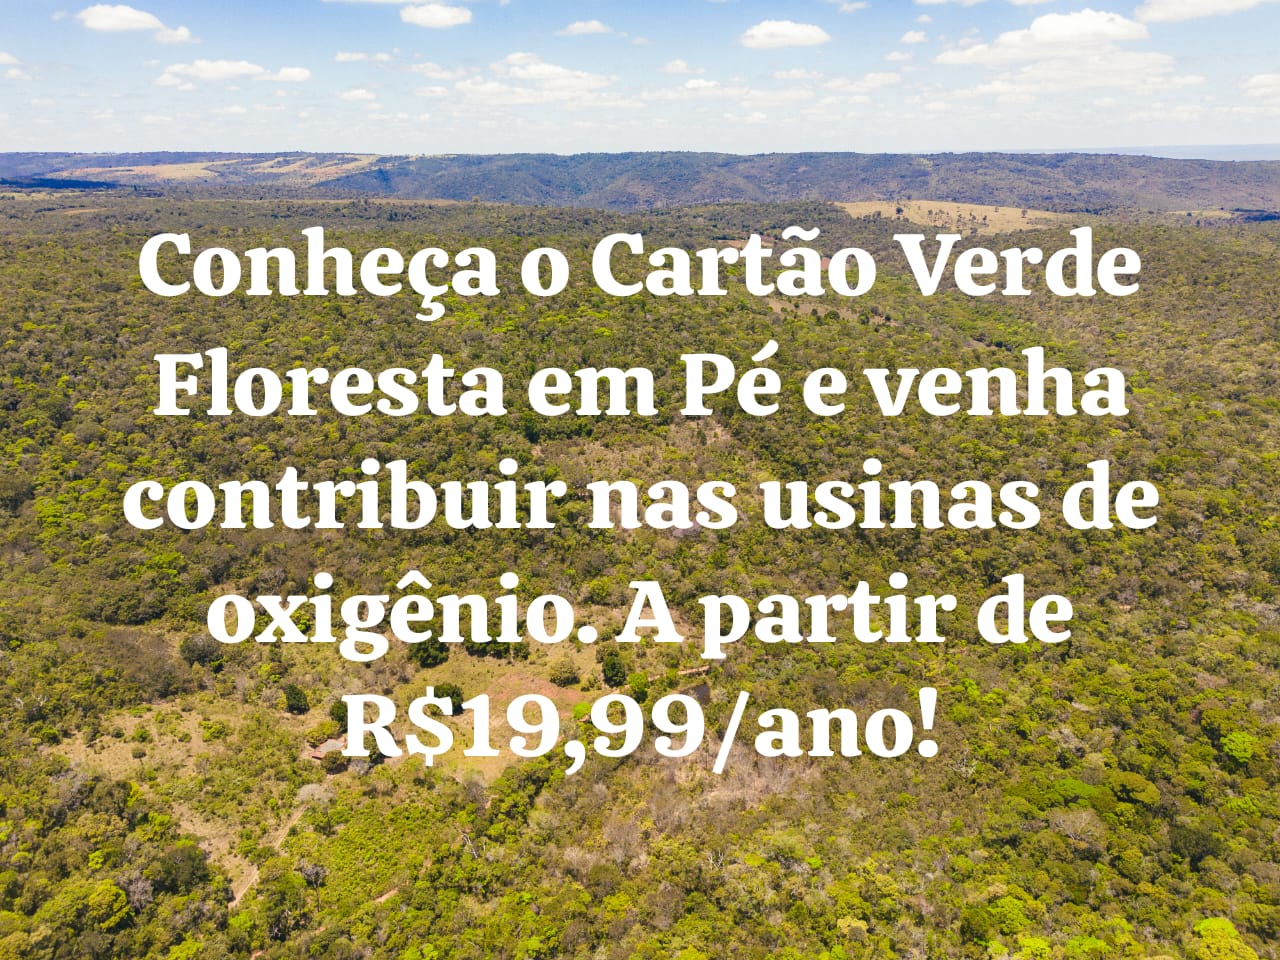 Conheça o Cartão Verde
Floresta em Pé e venha
contribuir nas usinas de
oxigênio. A partir de
R$19,99/ano!